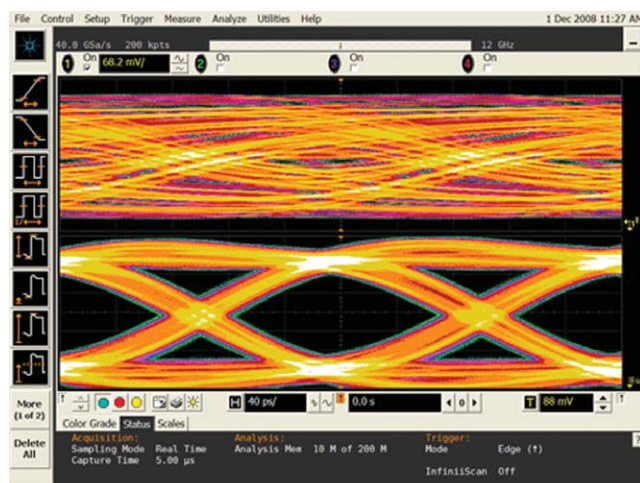 File Control Setup Trigger Measure Analyze Utilities Help 1 Dec 2008 11:27 AM
40.0 GSa/s 200 kpts 12 GHz
1 On 68.2 mV/ 2 On 3 On 4 On
More
(1 of 2)
Delete
All
H 40 ps/ 0.0 s 0 T 88 mV
Color Grade Status Scales
Acquisition: Analysis: Trigger:
Sampling Mode Real Time Analysis Mem 10 M of 200 M Mode Edge (↑)
Capture Time 5.00 µs
InfiniiScan Off